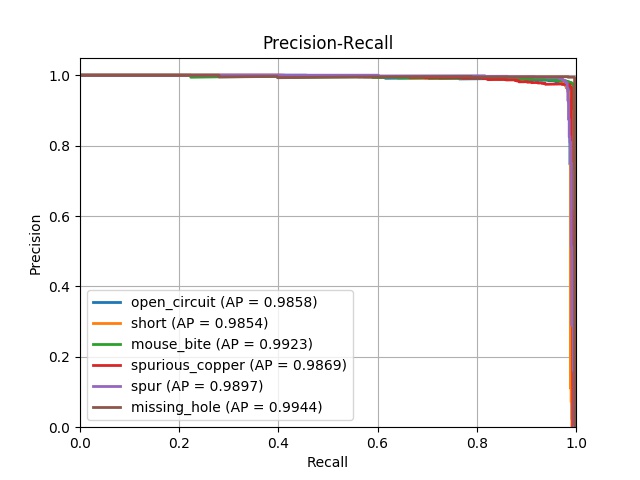 Precision-Recall
1.0
0.8
0.6
0.4
0.2
0.0
Precision
open_circuit (AP = 0.9858)
short (AP = 0.9854)
mouse_bite (AP = 0.9923)
spurious_copper (AP = 0.9869)
spur (AP = 0.9897)
missing_hole (AP = 0.9944)
0.0 0.2 0.4 0.6 0.8 1.0
Recall